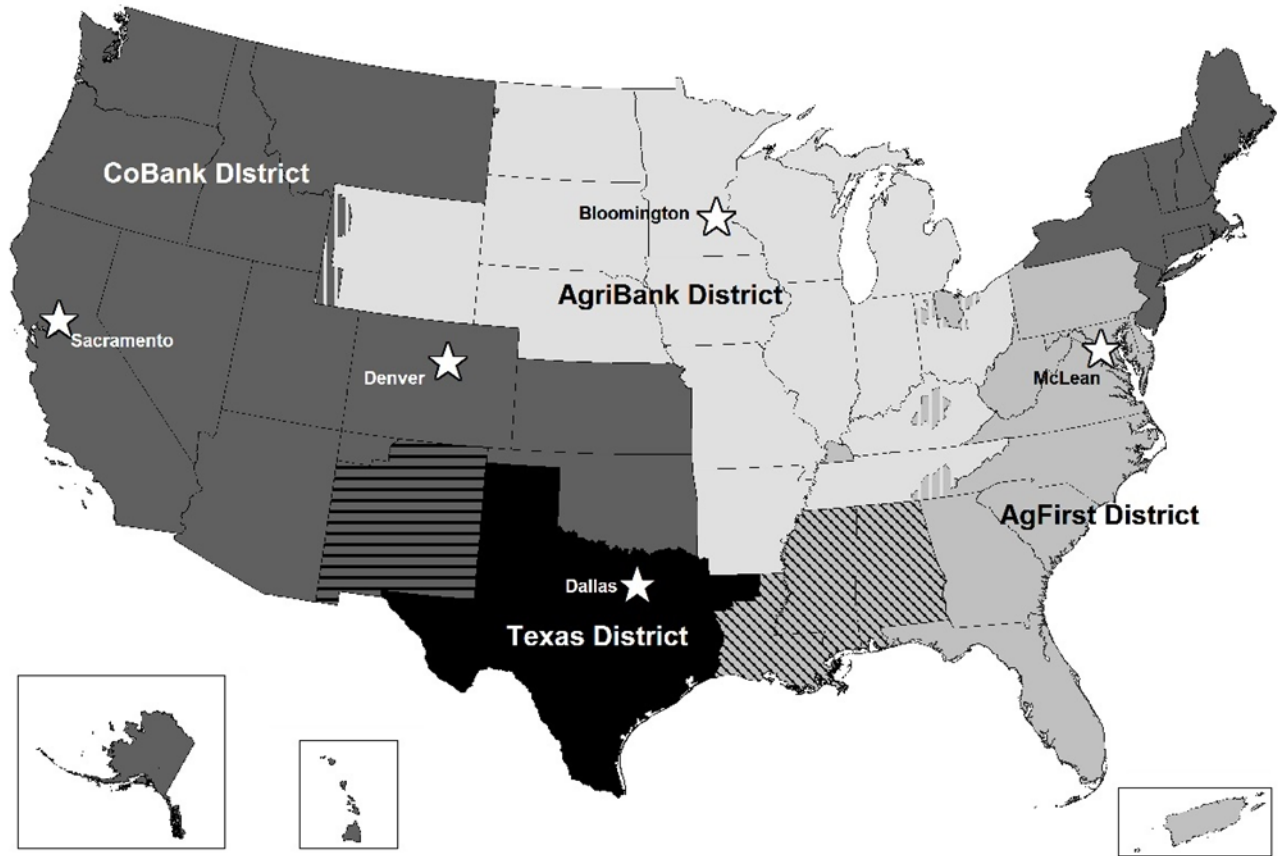 CoBank DIstrict
Bloomington
AgriBank District
Sacramento
Denver
McLean
AgFirst District
Dallas
Texas District